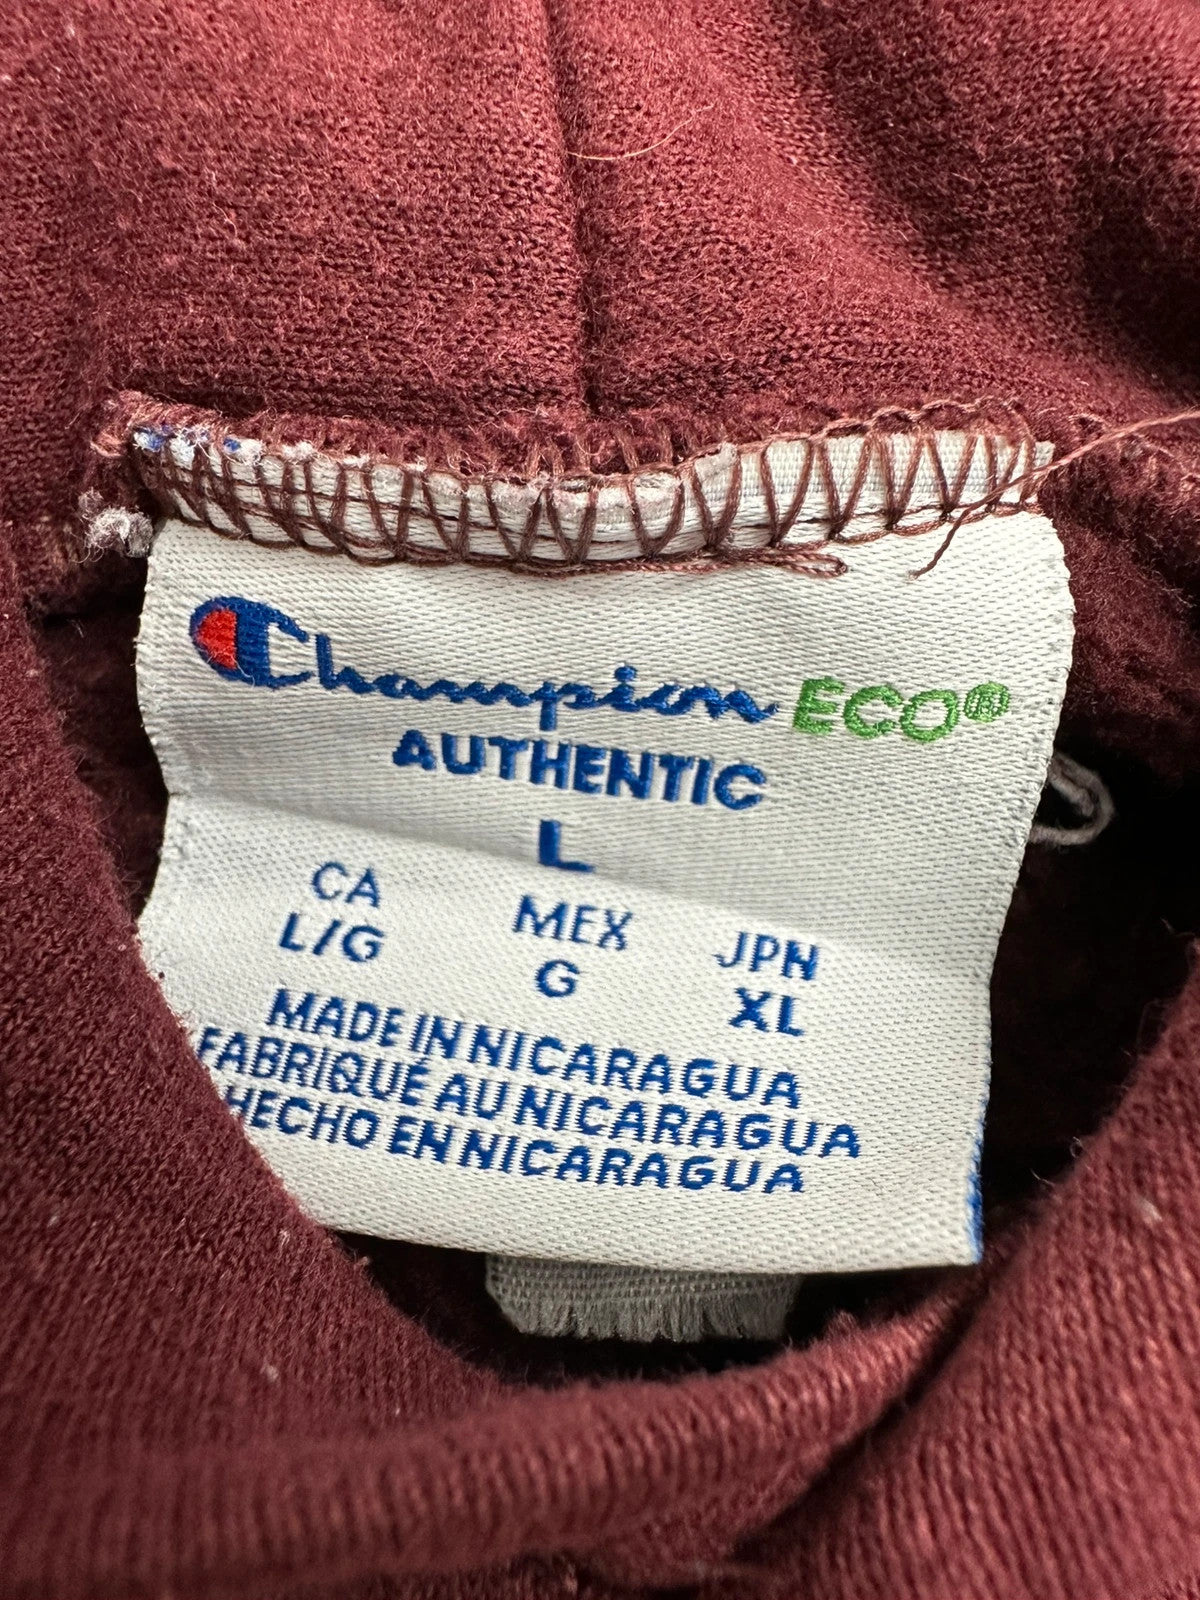 Champion ECO®
AUTHENTIC
L
CA MEX JPN
L/G G XL
MADE IN NICARAGUA
FABRIQUÉ AU NICARAGUA
HECHO EN NICARAGUA